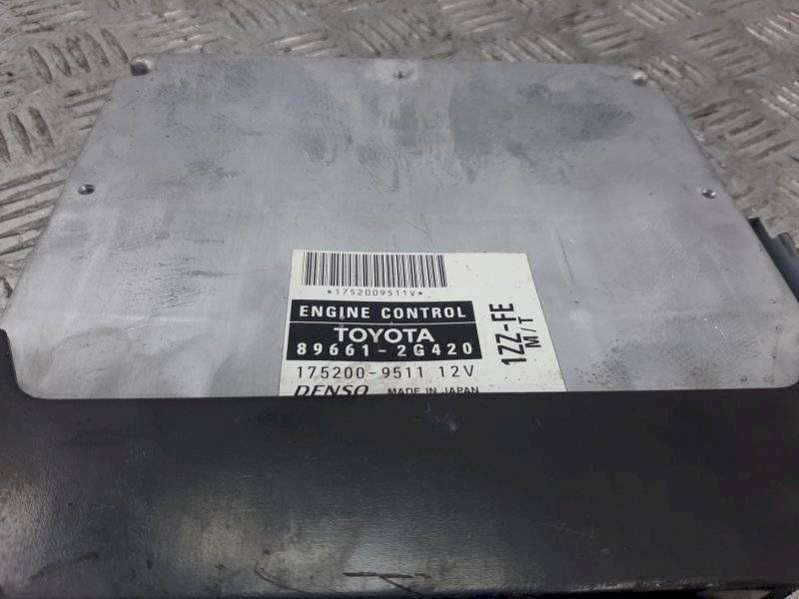 *1752009511V*
ENGINE CONTROL
TOYOTA
89661-2G420
175200-9511 12V
DENSO MADE IN JAPAN
1ZZ-FE
M/T